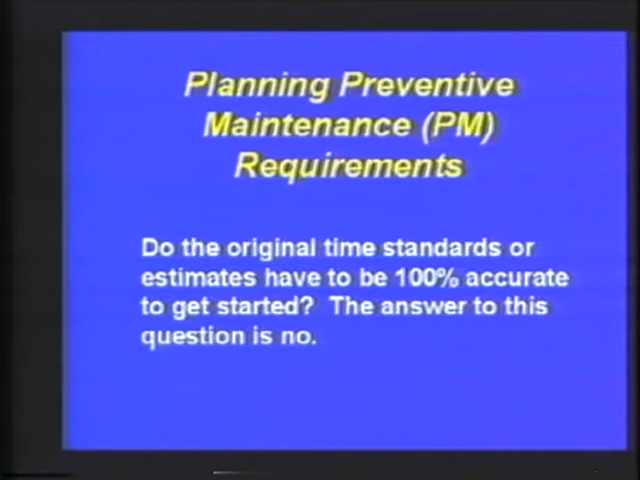 Planning Preventive
Maintenance (PM)
Requirements
Do the original time standards or
estimates have to be 100% accurate
to get started?  The answer to this
question is no.